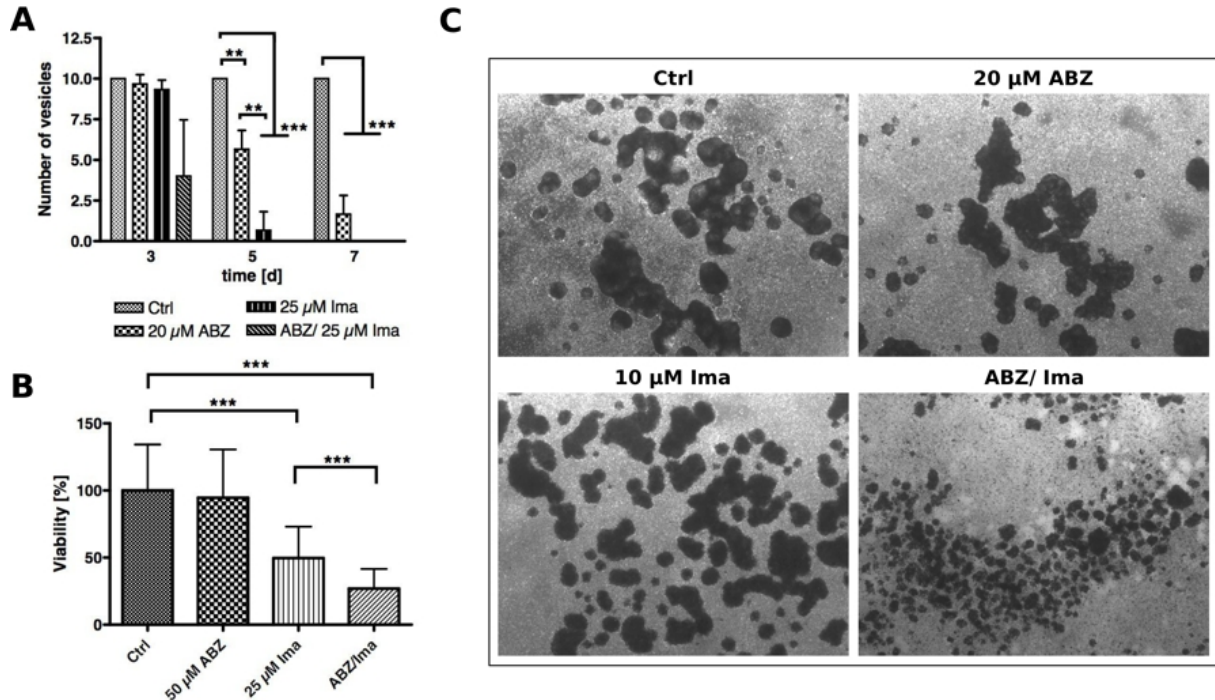 A
Number of vesicles
12.5
10.0
7.5
5.0
2.5
0.0
**
**
***
***
3 5 7
time [d]
Ctrl
25 µM Ima
20 µM ABZ
ABZ/ 25 µM Ima
B
Viability [%]
150
100
50
0
***
***
***
Ctrl
50 µM ABZ
25 µM Ima
ABZ/Ima
C
Ctrl
20 µM ABZ
10 µM Ima
ABZ/ Ima